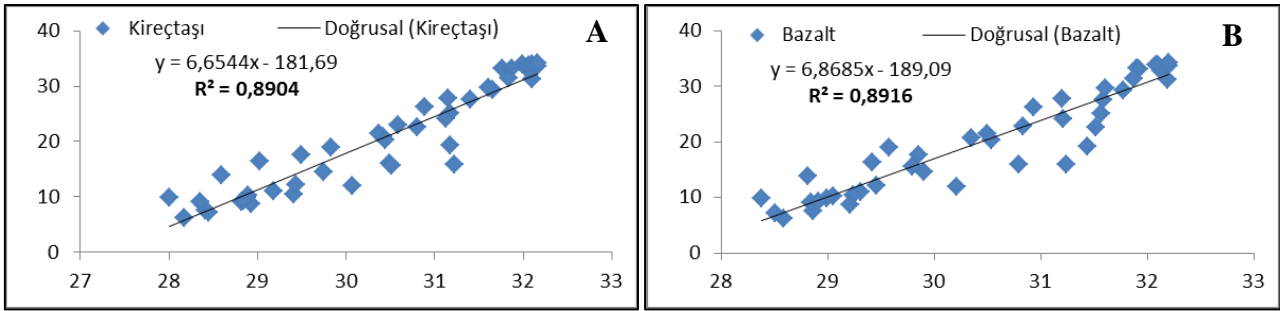 Kireçtaşı Doğrusal (Kireçtaşı) A
y = 6,6544x - 181,69
R² = 0,8904
40
30
20
10
0
27 28 29 30 31 32 33
Bazalt Doğrusal (Bazalt) B
y = 6,8685x - 189,09
R² = 0,8916
40
30
20
10
0
28 29 30 31 32 33